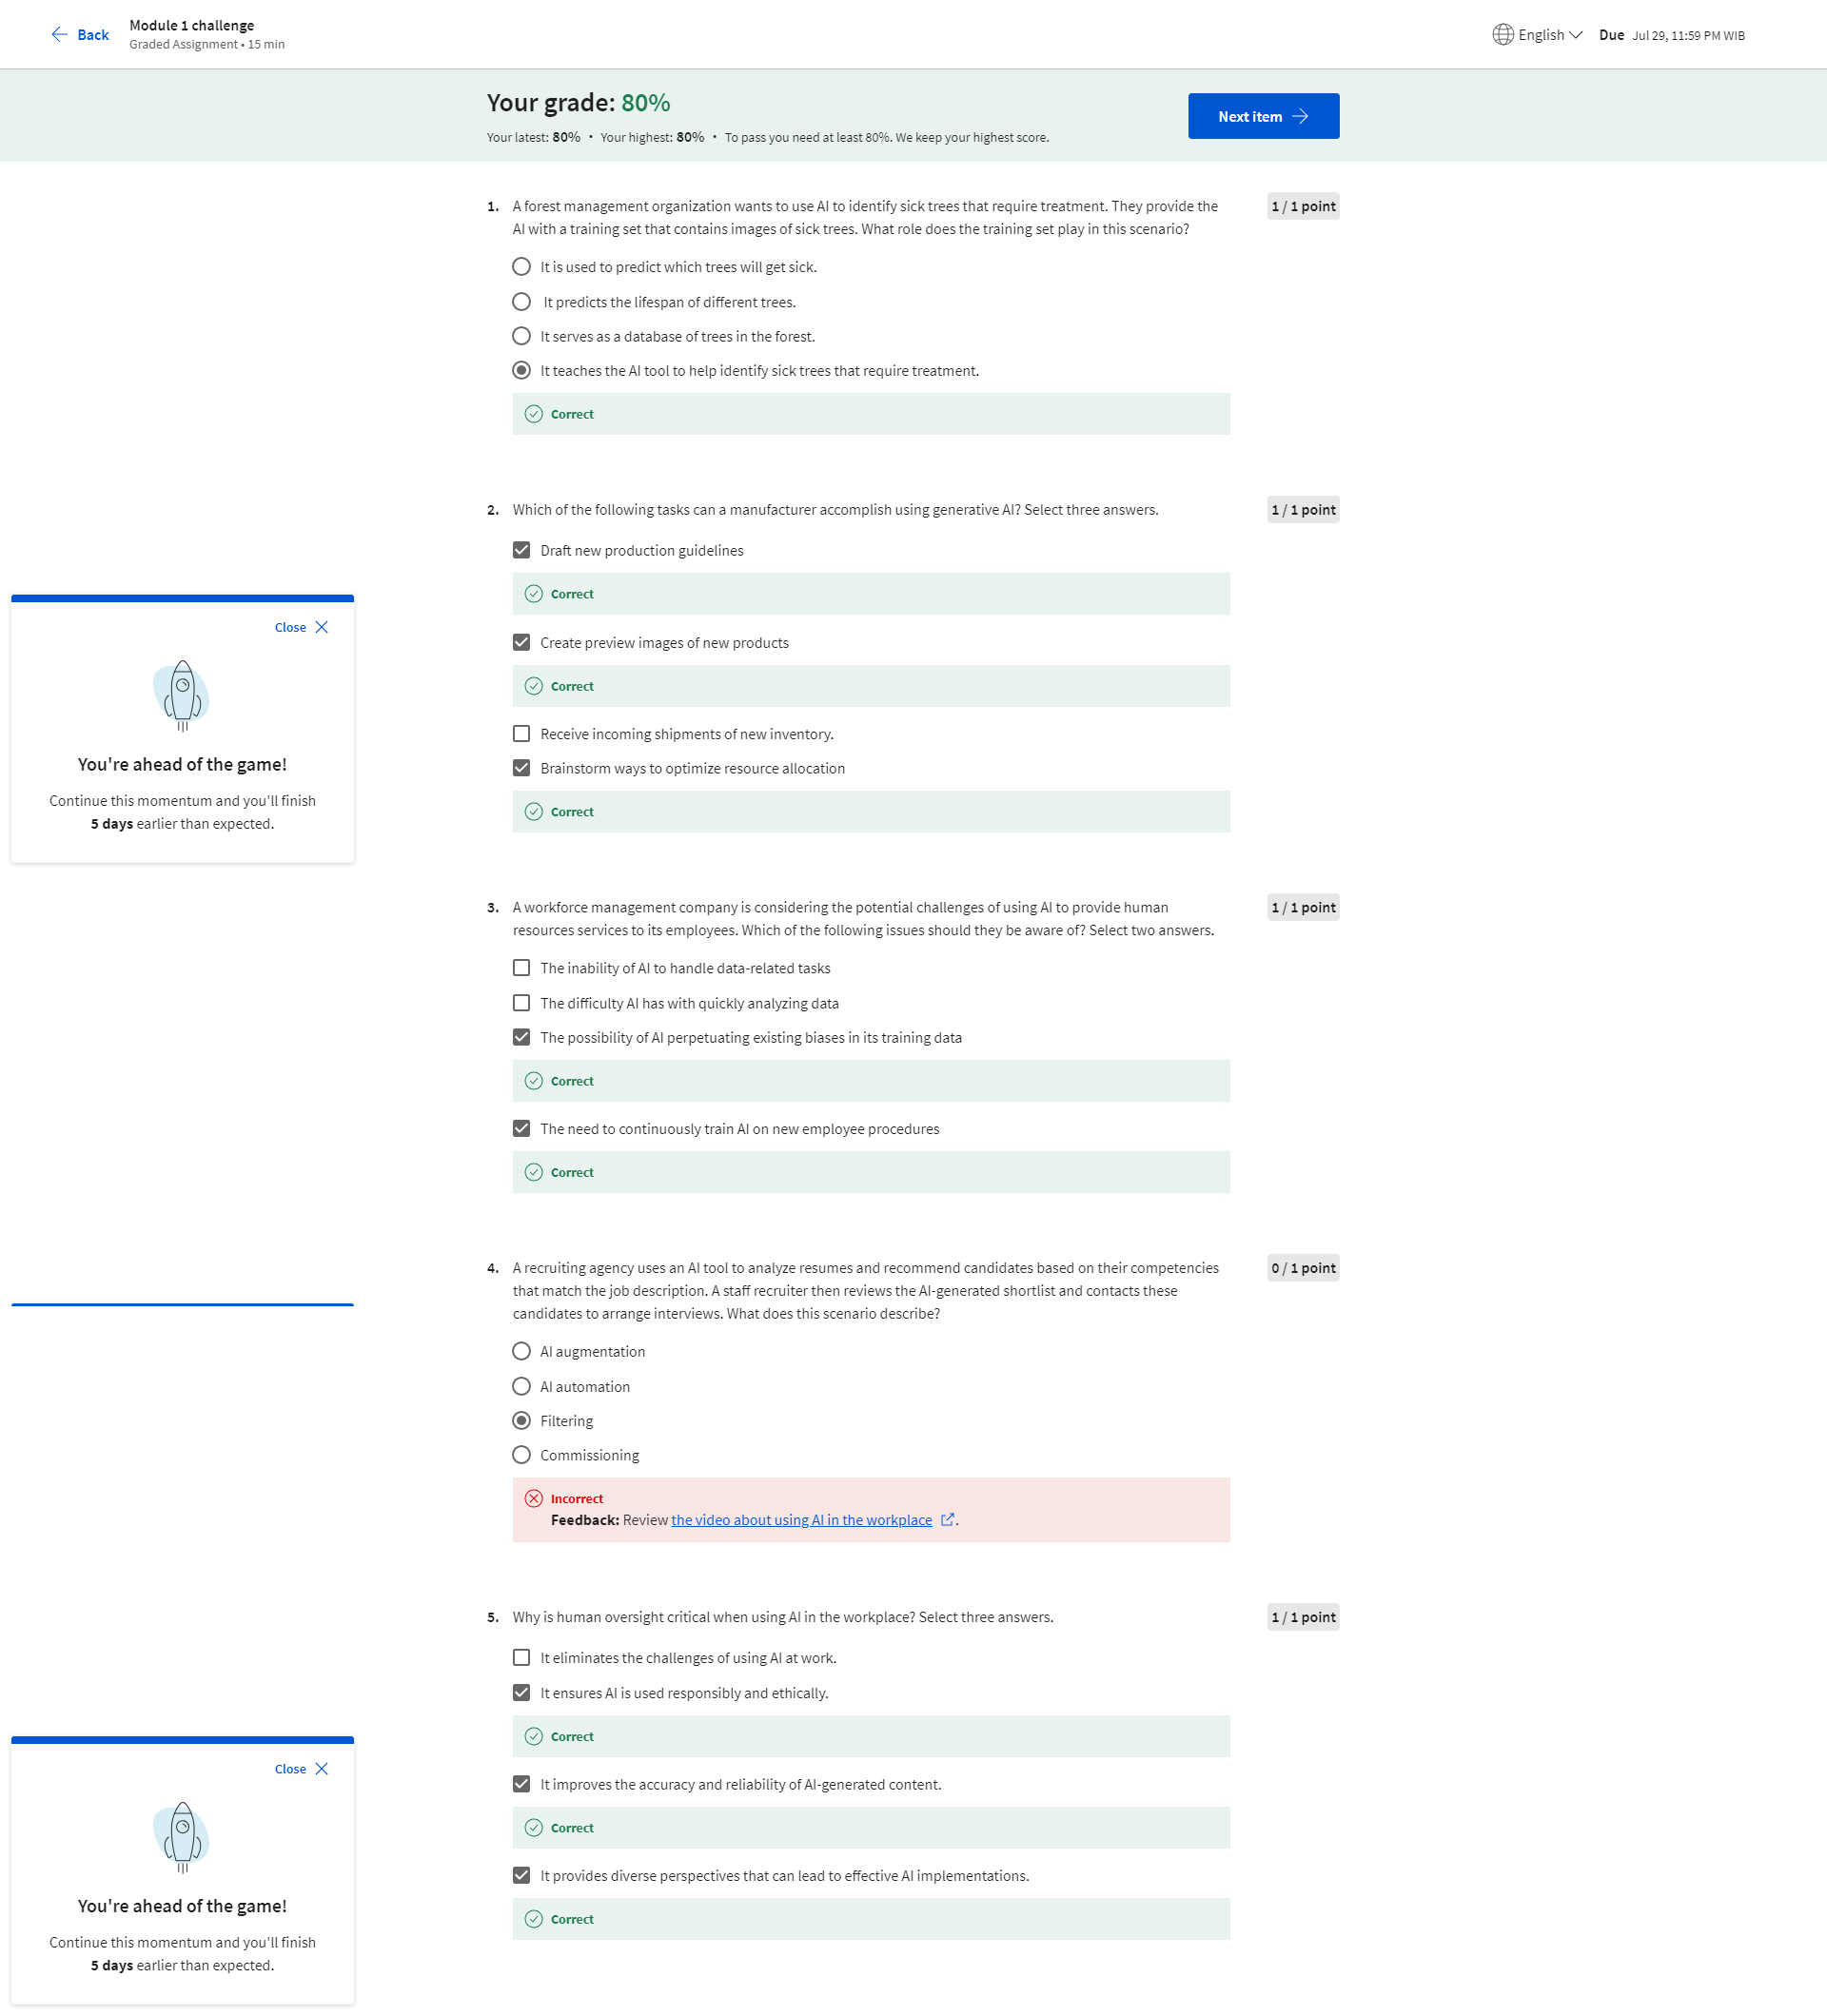 Back
Module 1 challenge
Graded Assignment • 15 min
English
Due Jul 29, 11:59 PM WIB
Your grade: 80%
Your latest: 80% • Your highest: 80% • To pass you need at least 80%. We keep your highest score.
Next item
1. A forest management organization wants to use AI to identify sick trees that require treatment. They provide the
AI with a training set that contains images of sick trees. What role does the training set play in this scenario?
1 / 1 point
It is used to predict which trees will get sick.
It predicts the lifespan of different trees.
It serves as a database of trees in the forest.
It teaches the AI tool to help identify sick trees that require treatment.
Correct
2. Which of the following tasks can a manufacturer accomplish using generative AI? Select three answers.
1 / 1 point
Draft new production guidelines
Correct
Create preview images of new products
Correct
Receive incoming shipments of new inventory.
Brainstorm ways to optimize resource allocation
Correct
Close
You're ahead of the game!
Continue this momentum and you'll finish
5 days earlier than expected.
3. A workforce management company is considering the potential challenges of using AI to provide human
resources services to its employees. Which of the following issues should they be aware of? Select two answers.
1 / 1 point
The inability of AI to handle data-related tasks
The difficulty AI has with quickly analyzing data
The possibility of AI perpetuating existing biases in its training data
Correct
The need to continuously train AI on new employee procedures
Correct
4. A recruiting agency uses an AI tool to analyze resumes and recommend candidates based on their competencies
that match the job description. A staff recruiter then reviews the AI-generated shortlist and contacts these
candidates to arrange interviews. What does this scenario describe?
0 / 1 point
AI augmentation
AI automation
Filtering
Commissioning
Incorrect
Feedback: Review the video about using AI in the workplace .
5. Why is human oversight critical when using AI in the workplace? Select three answers.
1 / 1 point
It eliminates the challenges of using AI at work.
It ensures AI is used responsibly and ethically.
Correct
It improves the accuracy and reliability of AI-generated content.
Correct
It provides diverse perspectives that can lead to effective AI implementations.
Correct
Close
You're ahead of the game!
Continue this momentum and you'll finish
5 days earlier than expected.